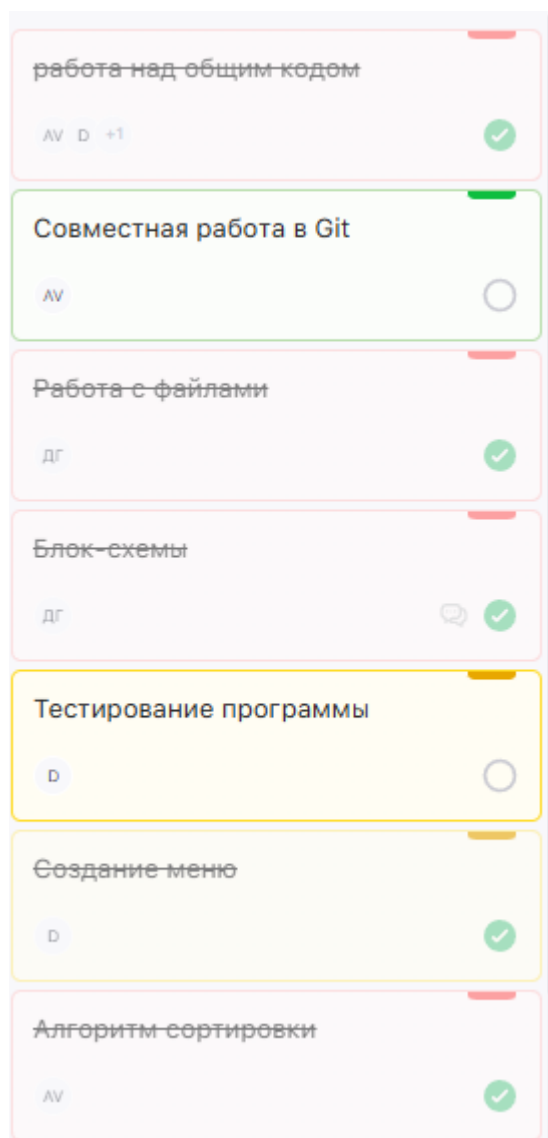 работа над общим кодом
AV D +1
Совместная работа в Git
AV
Работа с файлами
ДГ
Блок-схемы
ДГ
Тестирование программы
D
Создание меню
D
Алгоритм сортировки
AV